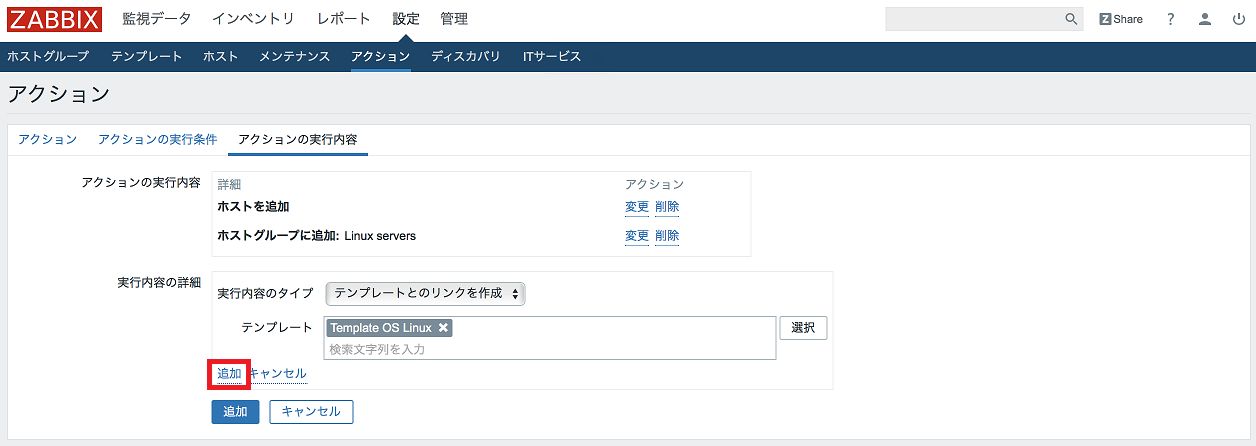 ZABBIX 監視データ インベントリ レポート 設定 管理 Z Share ?
ホストグループ テンプレート ホスト メンテナンス アクション ディスカバリ ITサービス
アクション
アクション アクションの実行条件 アクションの実行内容
アクションの実行内容 詳細 アクション
ホストを追加 変更 削除
ホストグループに追加: Linux servers 変更 削除
実行内容の詳細 実行内容のタイプ テンプレートとのリンクを作成
テンプレート Template OS Linux 選択
検索文字列を入力
追加 キャンセル
追加 キャンセル